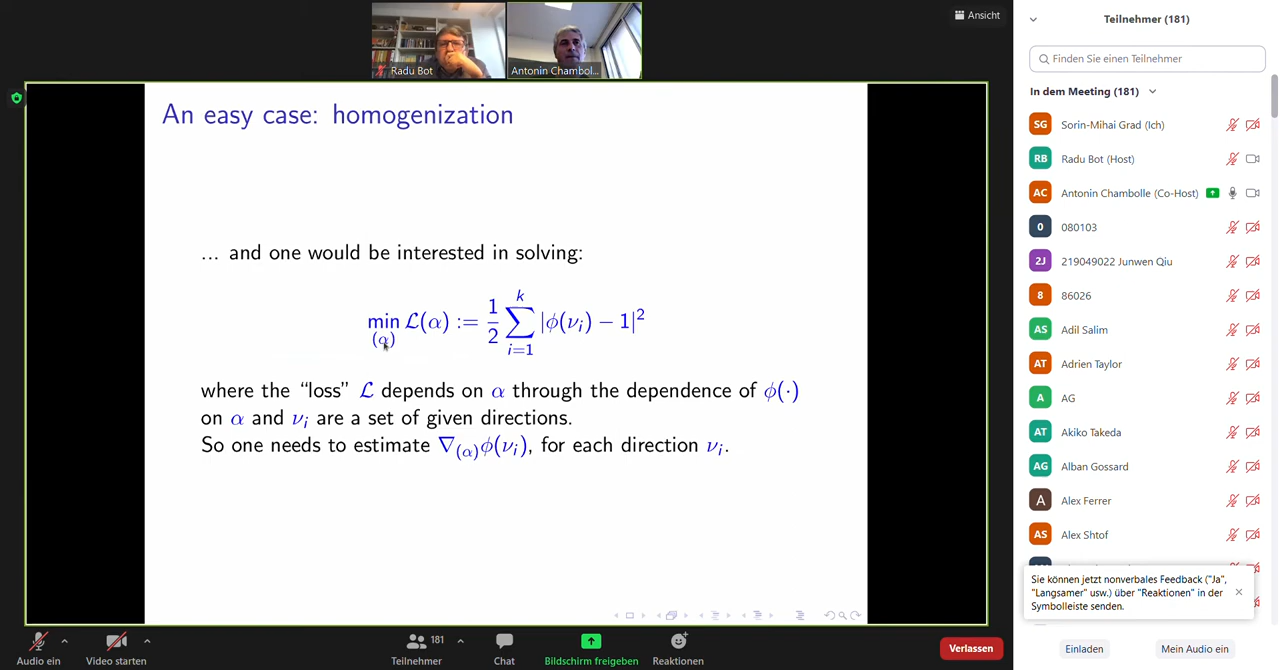 Ansicht
Radu Bot
Antonin Chambol...
An easy case: homogenization
... and one would be interested in solving:
min_{(α)} ℒ(α) := 1/2 ∑_{i=1}^{k} |ϕ(ν_i) − 1|^2
where the “loss” ℒ depends on α through the dependence of ϕ(·)
on α and ν_i are a set of given directions.
So one needs to estimate ∇_{(α)}ϕ(ν_i), for each direction ν_i.
Teilnehmer (181)
Finden Sie einen Teilnehmer
In dem Meeting (181)
SG Sorin-Mihai Grad (Ich)
RB Radu Bot (Host)
AC Antonin Chambolle (Co-Host)
0 080103
2J 219049022 Junwen Qiu
8 86026
AS Adil Salim
AT Adrien Taylor
A AG
AT Akiko Takeda
AG Alban Gossard
A Alex Ferrer
AS Alex Shtof
Sie können jetzt nonverbales Feedback ("Ja",
"Langsamer" usw.) über "Reaktionen" in der
Symbolleiste senden.
Audio ein
Video starten
181
Teilnehmer
Chat
Bildschirm freigeben
Reaktionen
Verlassen
Einladen
Mein Audio ein